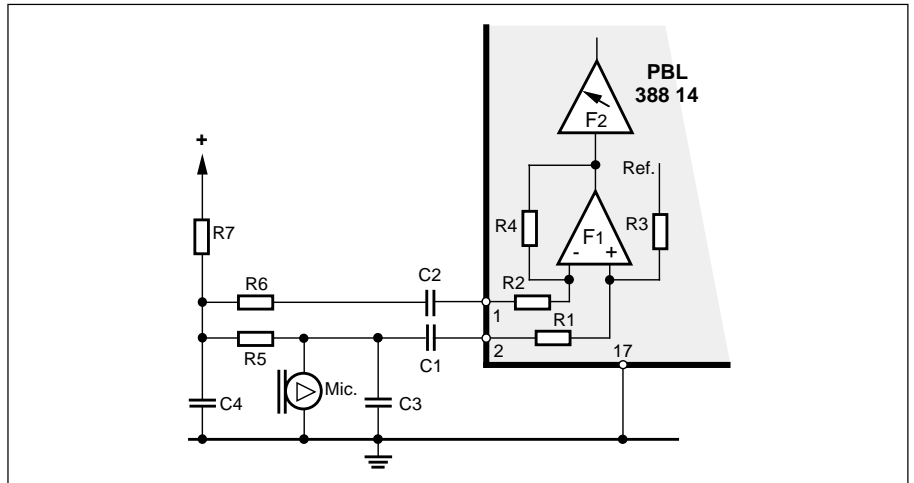 PBL
388 14
F2
+
Ref.
R4
R3
R7
F1
- +
C2
R6
R2
1
R1
2
17
R5
C1
Mic.
C4
C3